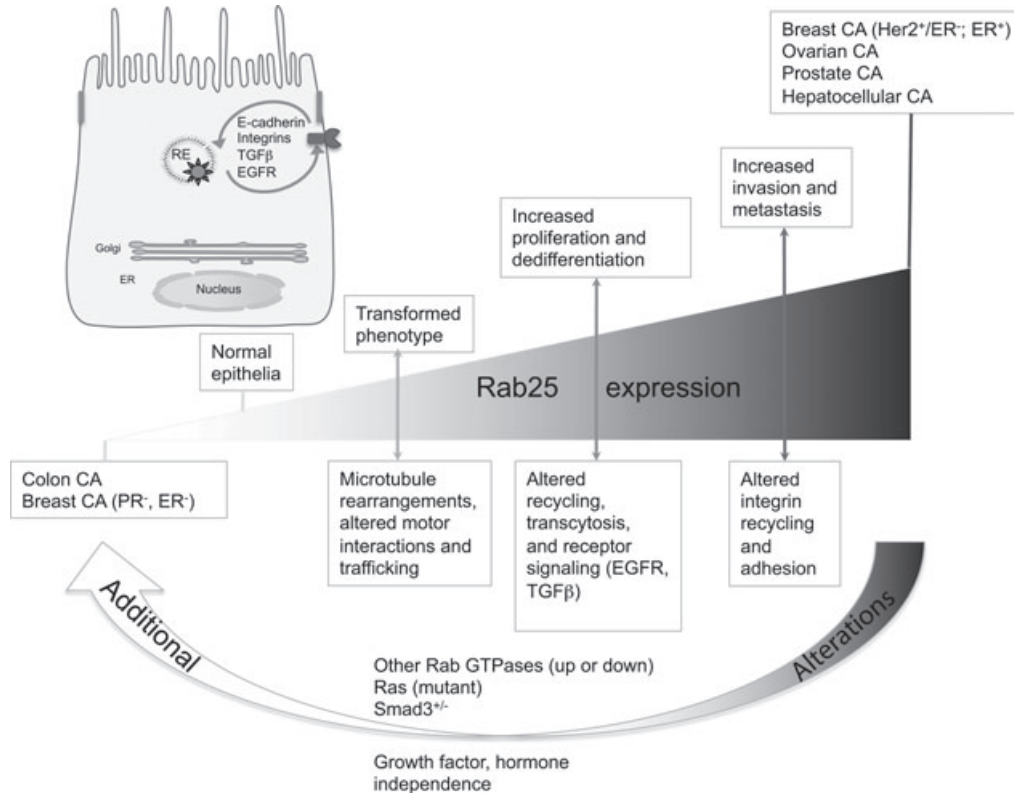 Breast CA (Her2⁺/ER⁻; ER⁺)
Ovarian CA
Prostate CA
Hepatocellular CA
E-cadherin
Integrins
TGFβ
EGFR
RE
Golgi
ER
Nucleus
Increased
invasion and
metastasis
Increased
proliferation and
dedifferentiation
Transformed
phenotype
Normal
epithelia
Rab25 expression
Colon CA
Breast CA (PR⁻, ER⁻)
Microtubule
rearrangements,
altered motor
interactions and
trafficking
Altered
recycling,
transcytosis,
and receptor
signaling (EGFR,
TGFβ)
Altered
integrin
recycling
and
adhesion
Additional
Alterations
Other Rab GTPases (up or down)
Ras (mutant)
Smad3⁺/⁻
Growth factor, hormone
independence